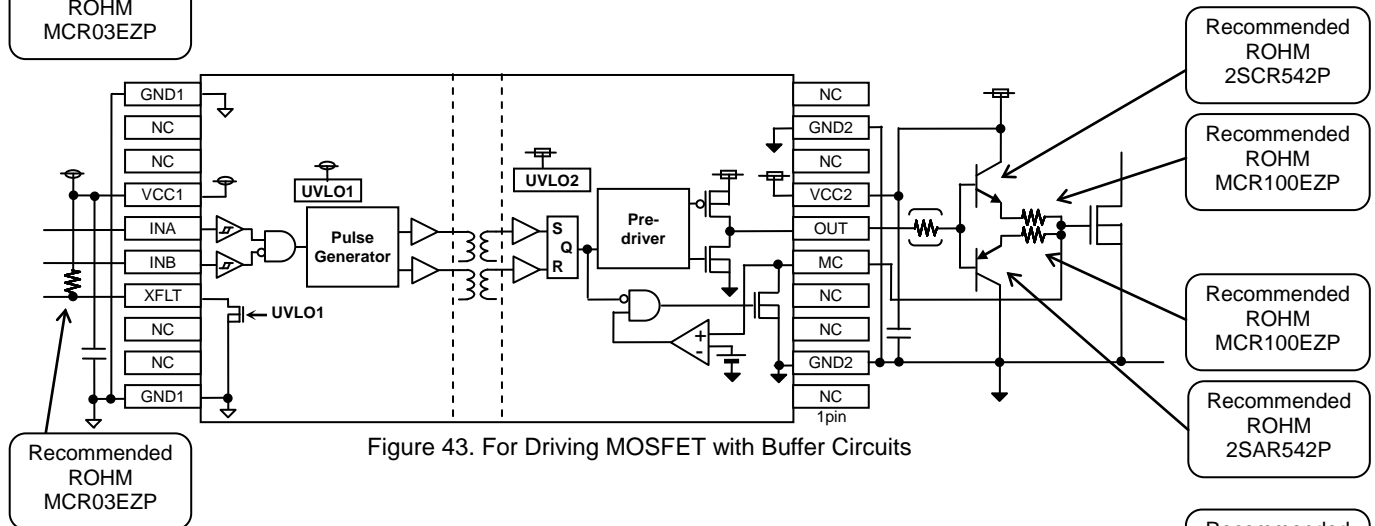 ROHM
MCR03EZP
Recommended
ROHM
2SCR542P
Recommended
ROHM
MCR100EZP
Recommended
ROHM
MCR100EZP
Recommended
ROHM
2SAR542P
Recommended
ROHM
MCR03EZP
GND1
NC
NC
VCC1
INA
INB
XFLT
NC
NC
GND1
UVLO1
Pulse
Generator
UVLO1
UVLO2
S
Q
R
Pre-
driver
+
-
NC
GND2
NC
VCC2
OUT
MC
NC
NC
GND2
NC
1pin
Figure 43. For Driving MOSFET with Buffer Circuits